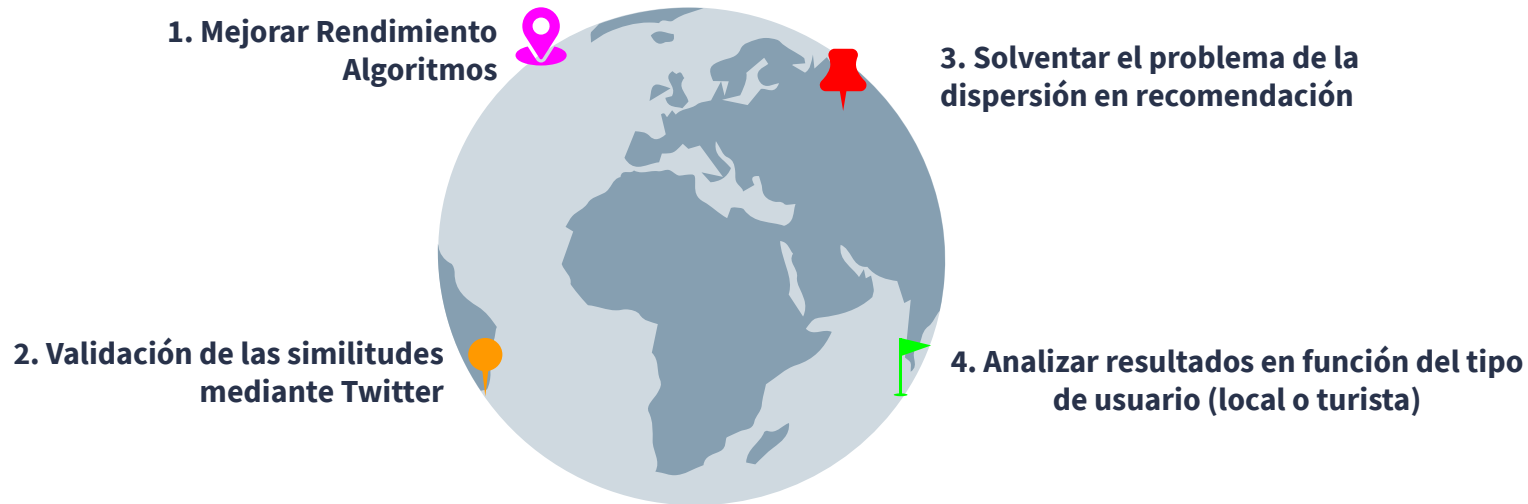 1. Mejorar Rendimiento
Algoritmos
2. Validación de las similitudes
mediante Twitter
3. Solventar el problema de la
dispersión en recomendación
4. Analizar resultados en función del tipo
de usuario (local o turista)